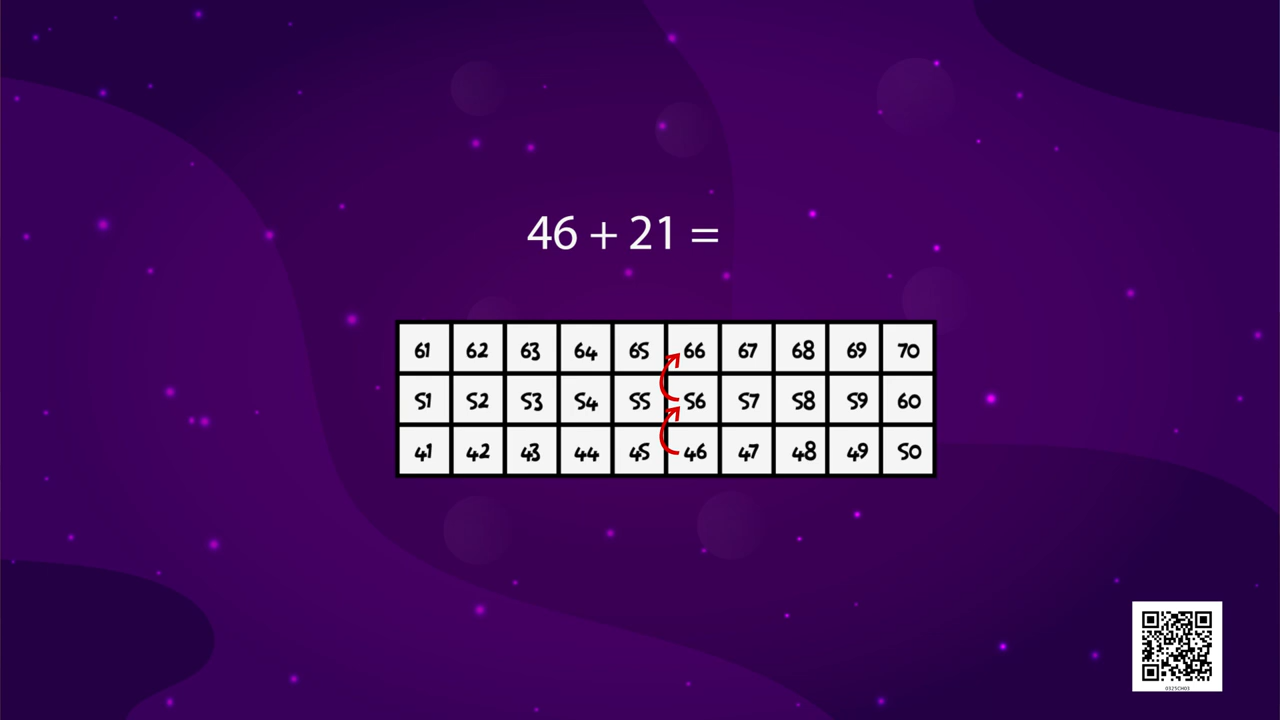 46 + 21 =
61 62 63 64 65 66 67 68 69 70
51 52 53 54 55 56 57 58 59 60
41 42 43 44 45 46 47 48 49 50
0325CH03